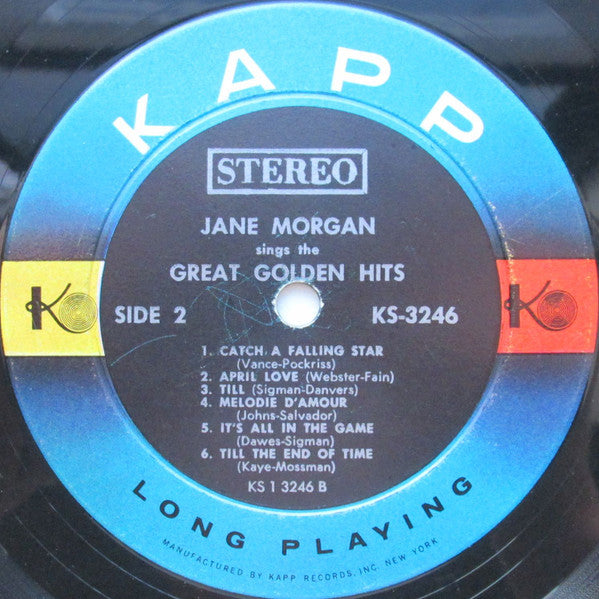 KAPP
STEREO
JANE MORGAN
sings the
GREAT GOLDEN HITS
SIDE 2 KS-3246
K K
1. CATCH A FALLING STAR
(Vance-Pockriss)
2. APRIL LOVE (Webster-Fain)
3. TILL (Sigman-Danvers)
4. MELODIE D'AMOUR
(Johns-Salvador)
5. IT'S ALL IN THE GAME
(Dawes-Sigman)
6. TILL THE END OF TIME
(Kaye-Mossman)
KS 1 3246 B
LONG PLAYING
MANUFACTURED BY KAPP RECORDS, INC. NEW YORK